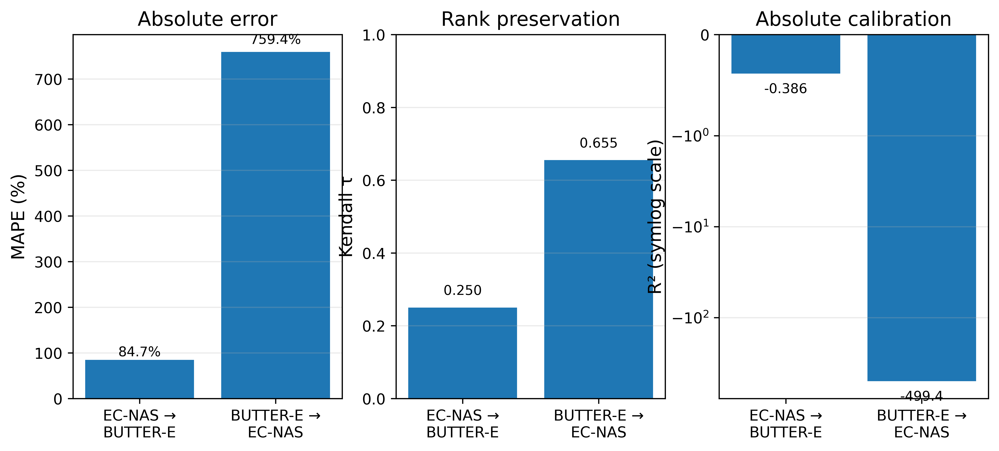 Absolute error
MAPE (%)
700
600
500
400
300
200
100
0
759.4%
84.7%
EC-NAS →
BUTTER-E
BUTTER-E →
EC-NAS
Rank preservation
Kendall τ
1.0
0.8
0.6
0.4
0.2
0.0
0.655
0.250
EC-NAS →
BUTTER-E
BUTTER-E →
EC-NAS
Absolute calibration
R² (symlog scale)
0
−10⁰
−10¹
−10²
-0.386
-499.4
EC-NAS →
BUTTER-E
BUTTER-E →
EC-NAS